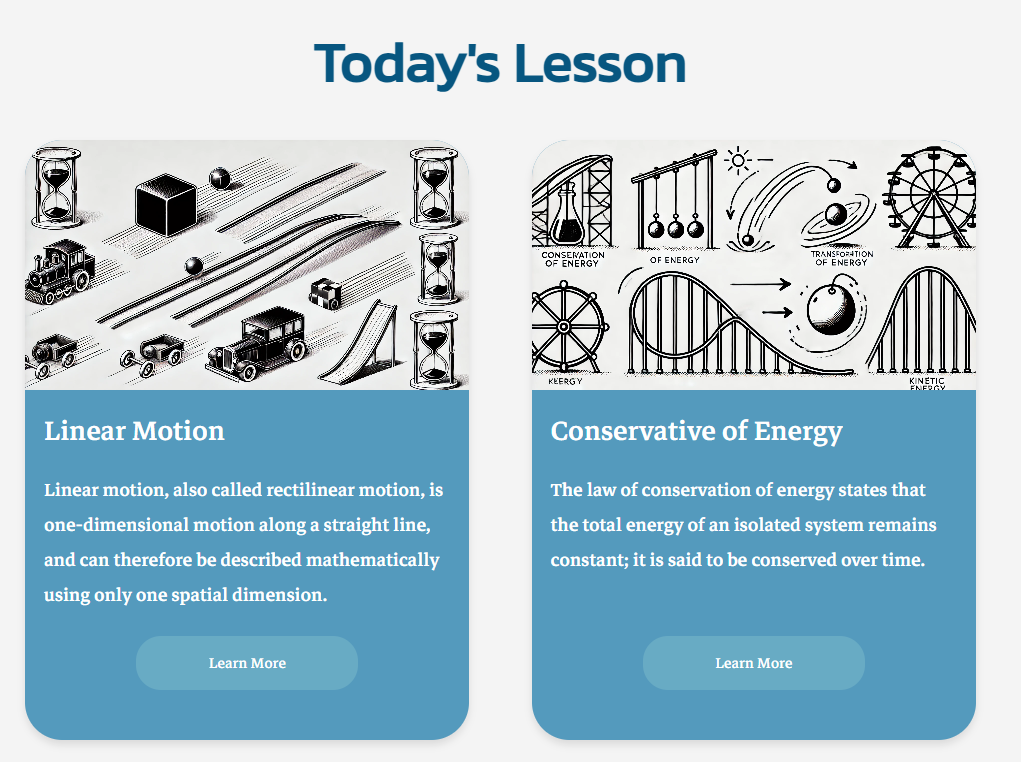 Today's Lesson
CONSERVATION
OF ENERGY
OF ENERGY
TRANSFORTION
OF ENERGY
KEERGY
KINETIC
ENERGY
Linear Motion
Linear motion, also called rectilinear motion, is
one-dimensional motion along a straight line,
and can therefore be described mathematically
using only one spatial dimension.
Learn More
Conservative of Energy
The law of conservation of energy states that
the total energy of an isolated system remains
constant; it is said to be conserved over time.
Learn More